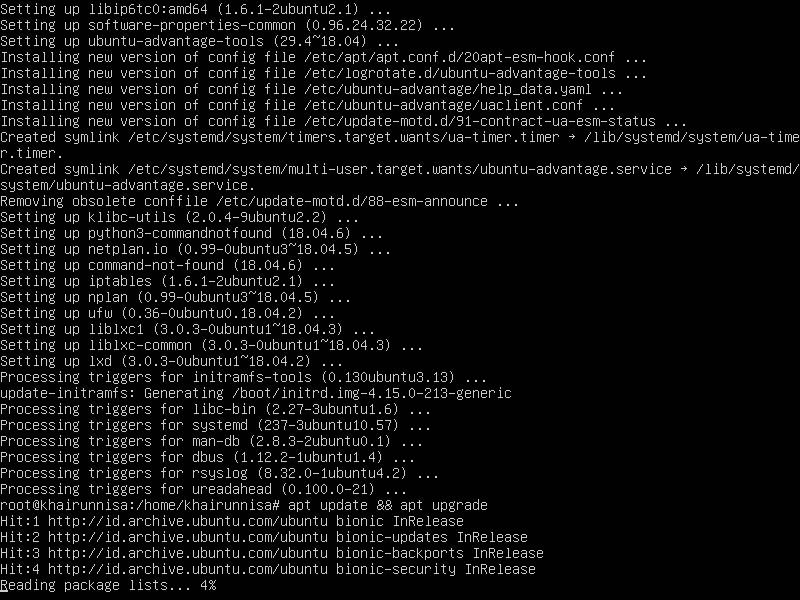 Setting up libip6tc0:amd64 (1.6.1-2ubuntu2.1) ...
Setting up software-properties-common (0.96.24.32.22) ...
Setting up ubuntu-advantage-tools (29.4~18.04) ...
Installing new version of config file /etc/apt/apt.conf.d/20apt-esm-hook.conf ...
Installing new version of config file /etc/logrotate.d/ubuntu-advantage-tools ...
Installing new version of config file /etc/ubuntu-advantage/help_data.yaml ...
Installing new version of config file /etc/ubuntu-advantage/uaclient.conf ...
Installing new version of config file /etc/update-motd.d/91-contract-ua-esm-status ...
Created symlink /etc/systemd/system/timers.target.wants/ua-timer.timer → /lib/systemd/system/ua-time
r.timer.
Created symlink /etc/systemd/system/multi-user.target.wants/ubuntu-advantage.service → /lib/systemd/
system/ubuntu-advantage.service.
Removing obsolete conffile /etc/update-motd.d/88-esm-announce ...
Setting up klibc-utils (2.0.4-9ubuntu2.2) ...
Setting up python3-commandnotfound (18.04.6) ...
Setting up netplan.io (0.99-0ubuntu3~18.04.5) ...
Setting up command-not-found (18.04.6) ...
Setting up iptables (1.6.1-2ubuntu2.1) ...
Setting up nplan (0.99-0ubuntu3~18.04.5) ...
Setting up ufw (0.36-0ubuntu0.18.04.2) ...
Setting up liblxc1 (3.0.3-0ubuntu1~18.04.3) ...
Setting up liblxc-common (3.0.3-0ubuntu1~18.04.3) ...
Setting up lxd (3.0.3-0ubuntu1~18.04.2) ...
Processing triggers for initramfs-tools (0.130ubuntu3.13) ...
update-initramfs: Generating /boot/initrd.img-4.15.0-213-generic
Processing triggers for libc-bin (2.27-3ubuntu1.6) ...
Processing triggers for systemd (237-3ubuntu10.57) ...
Processing triggers for man-db (2.8.3-2ubuntu0.1) ...
Processing triggers for dbus (1.12.2-1ubuntu1.4) ...
Processing triggers for rsyslog (8.32.0-1ubuntu4.2) ...
Processing triggers for ureadahead (0.100.0-21) ...
root@khairunnisa:/home/khairunnisa# apt update && apt upgrade
Hit:1 http://id.archive.ubuntu.com/ubuntu bionic InRelease
Hit:2 http://id.archive.ubuntu.com/ubuntu bionic-updates InRelease
Hit:3 http://id.archive.ubuntu.com/ubuntu bionic-backports InRelease
Hit:4 http://id.archive.ubuntu.com/ubuntu bionic-security InRelease
Reading package lists... 4%